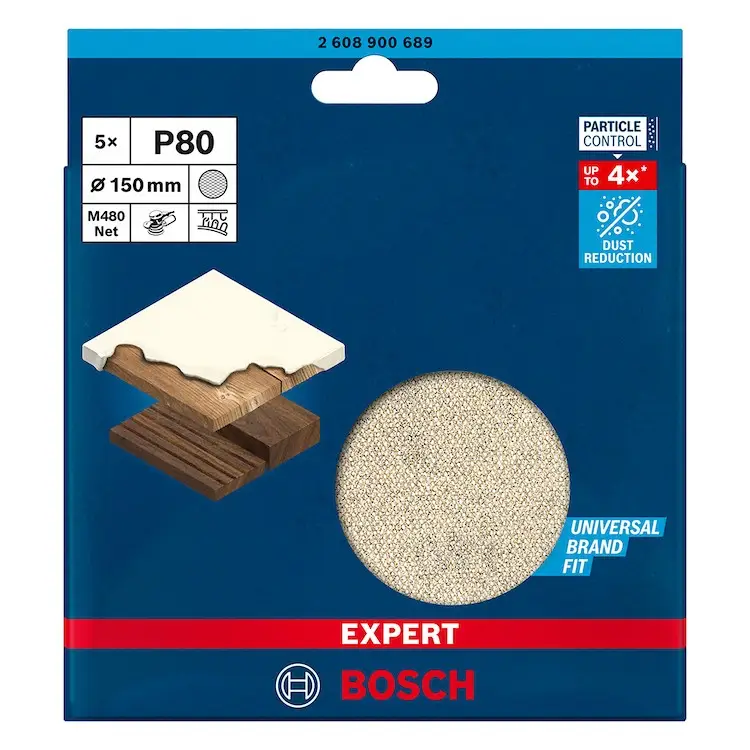 2 608 900 689
5× P80
Ø 150 mm
M480
Net
PARTICLE
CONTROL
UP
TO 4×*
DUST
REDUCTION
UNIVERSAL
BRAND
FIT
EXPERT
BOSCH